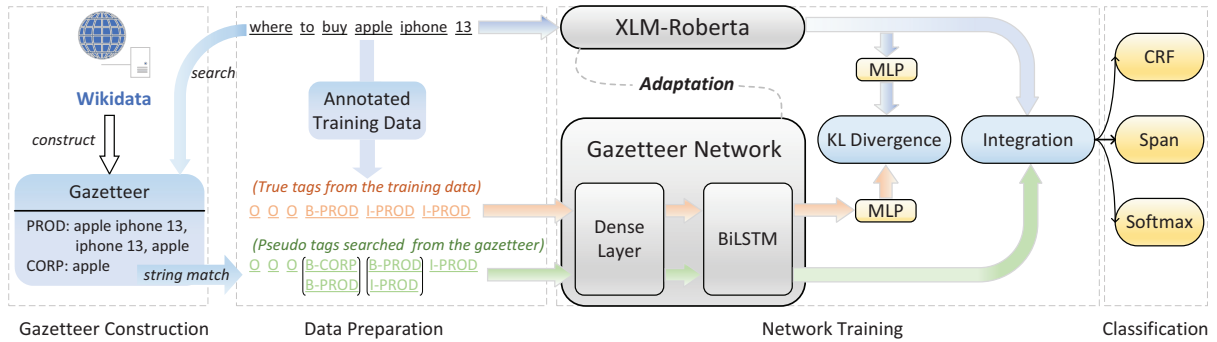 where to buy apple iphone 13
search
Wikidata
construct
Gazetteer
PROD: apple iphone 13,
iphone 13, apple
CORP: apple
string match
Annotated
Training Data
(True tags from the training data)
O O O B-PROD I-PROD I-PROD
(Pseudo tags searched from the gazetteer)
O O O B-CORP B-PROD I-PROD
B-PROD I-PROD
XLM-Roberta
Adaptation
Gazetteer Network
Dense
Layer
BiLSTM
MLP
KL Divergence
MLP
Integration
CRF
Span
Softmax
Gazetteer Construction
Data Preparation
Network Training
Classification